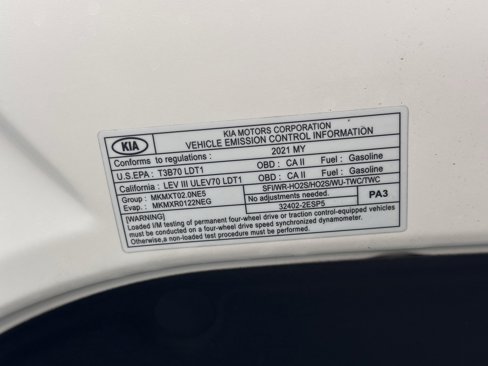 KIA
KIA MOTORS CORPORATION
VEHICLE EMISSION CONTROL INFORMATION
Conforms to regulations : 2021 MY
U.S.EPA : T3B70 LDT1 OBD : CA II Fuel : Gasoline
California : LEV III ULEV70 LDT1 OBD : CA II Fuel : Gasoline
Group : MKMXT02.0NE5 SFI/WR-HO2S/HO2S/WU-TWC/TWC
Evap. : MKMXR0122NEG No adjustments needed. PA3
32402-2ESP5
[WARNING]
Loaded I/M testing of permanent four-wheel drive or traction control-equipped vehicles
must be conducted on a four-wheel drive speed synchronized dynamometer.
Otherwise,a non-loaded test procedure must be performed.